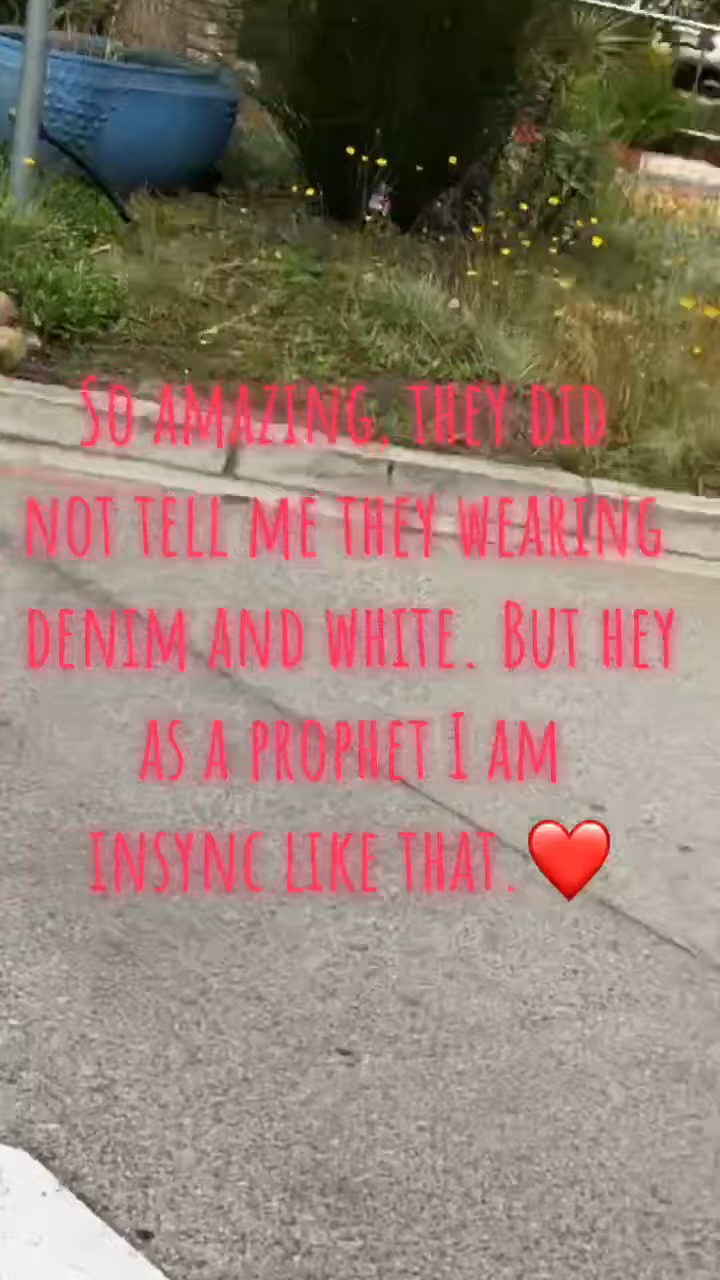 So amazing, they did
not tell me they wearing
denim and white. But hey
as a prophet I am
insync like that. ❤️